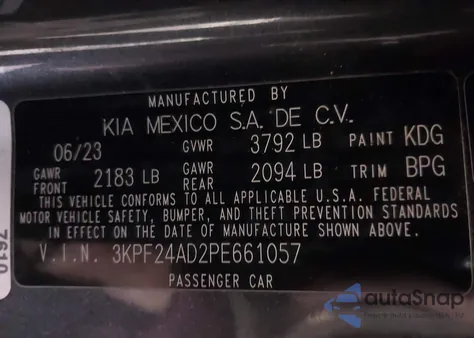 MANUFACTURED BY
KIA MEXICO S.A. DE C.V.
06/23 GVWR 3792 LB PAINT KDG
GAWR FRONT 2183 LB GAWR REAR 2094 LB TRIM BPG
THIS VEHICLE CONFORMS TO ALL APPLICABLE U.S.A. FEDERAL
MOTOR VEHICLE SAFETY, BUMPER, AND THEFT PREVENTION STANDARDS
IN EFFECT ON THE DATE OF MANUFACTURE SHOWN ABOVE.
V.I.N. 3KPF24AD2PE661057
PASSENGER CAR
7610
autoSnap